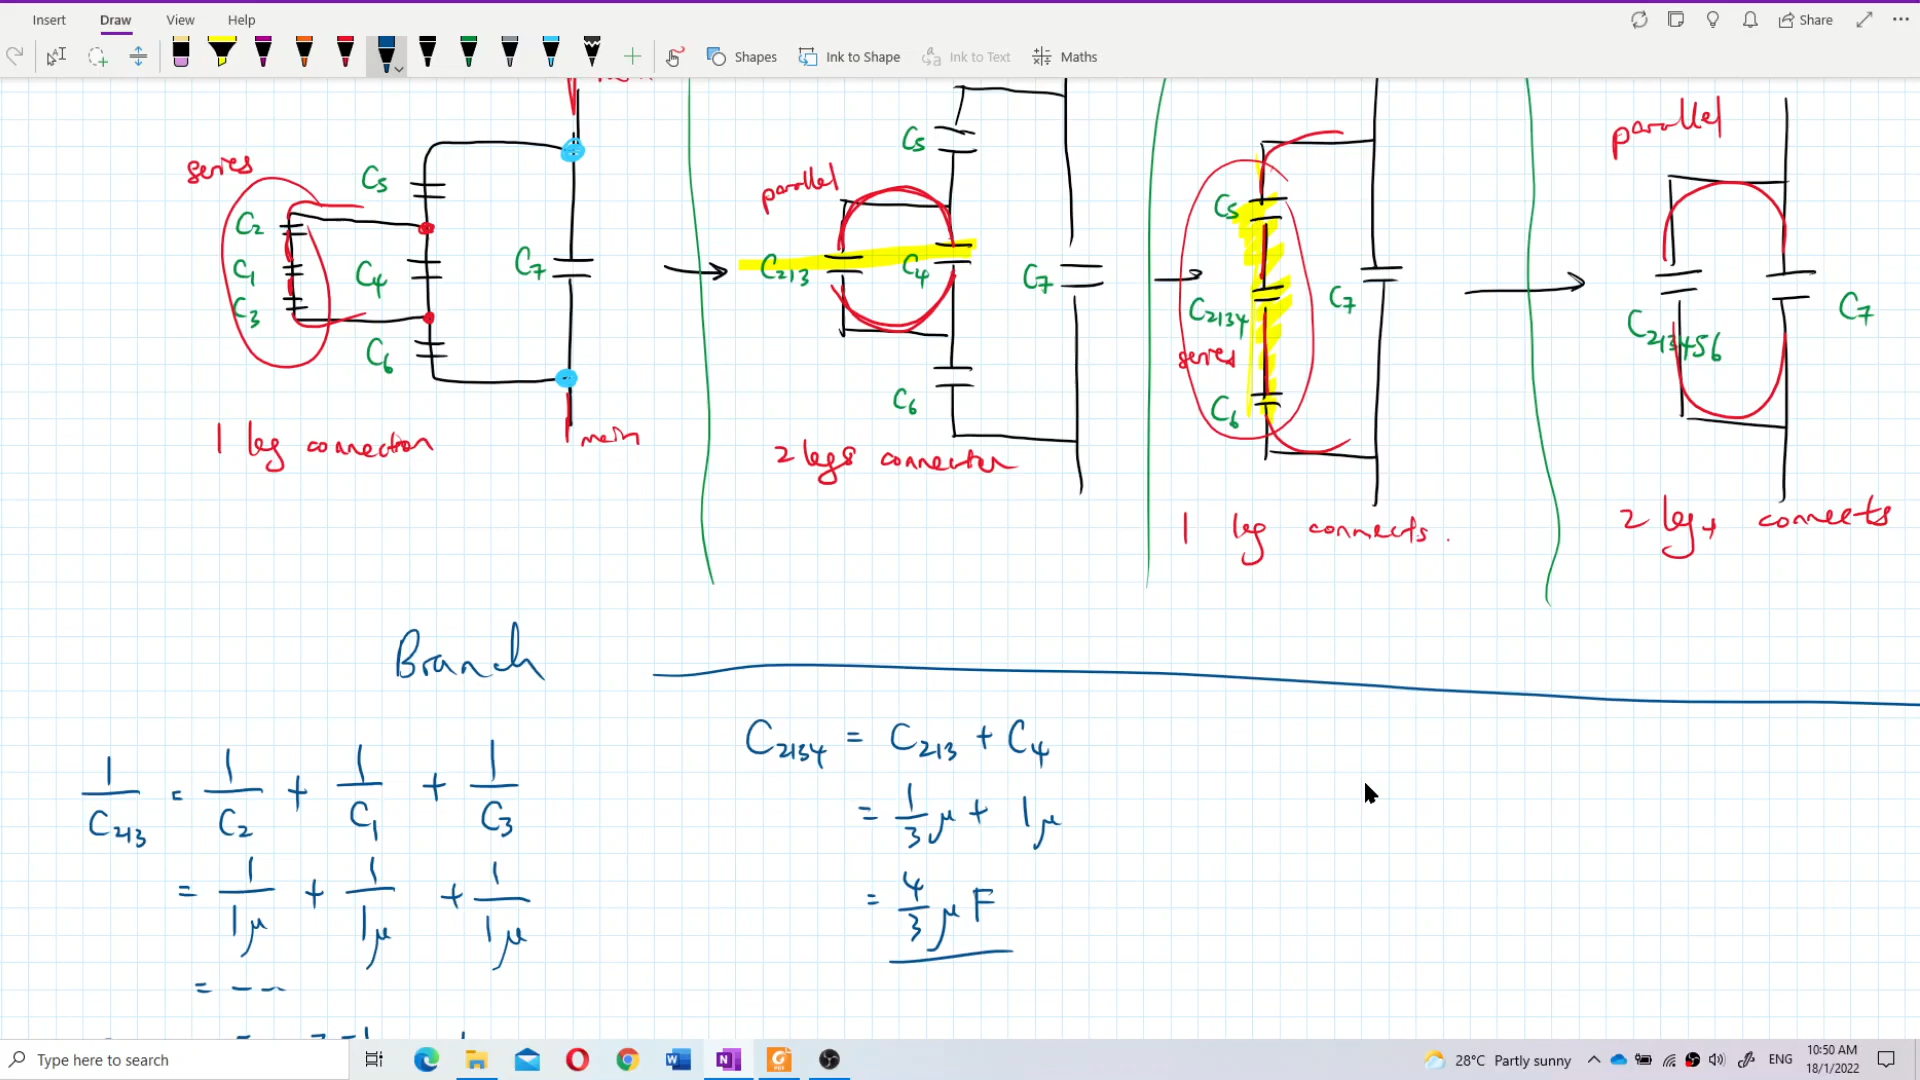 Insert Draw View Help
Share
Shapes Ink to Shape Ink to Text Maths
series
C5
C2
C1
C3
C4
C6
C7
1 leg connection
main
parallel
C5
C213
C4
C7
C6
2 legs connection
C5
C2134
series
C6
C7
1 leg connects.
parallel
C213456
C7
2 legs connects
Branch
1/C213 = 1/C2 + 1/C1 + 1/C3
= 1/1μ + 1/1μ + 1/1μ
= ---
C2134 = C213 + C4
= 1/3 μ + 1μ
= 4/3 μF
Type here to search
28°C Partly sunny
ENG
10:50 AM
18/1/2022